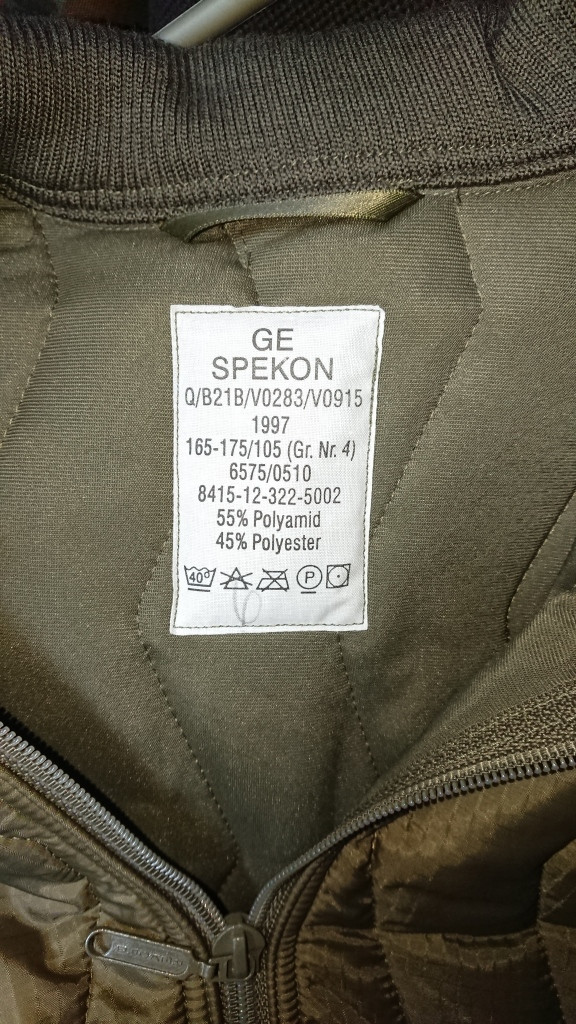 GE
SPEKON
Q/B21B/V0283/V0915
1997
165-175/105 (Gr. Nr. 4)
6575/0510
8415-12-322-5002
55% Polyamid
45% Polyester
40° P